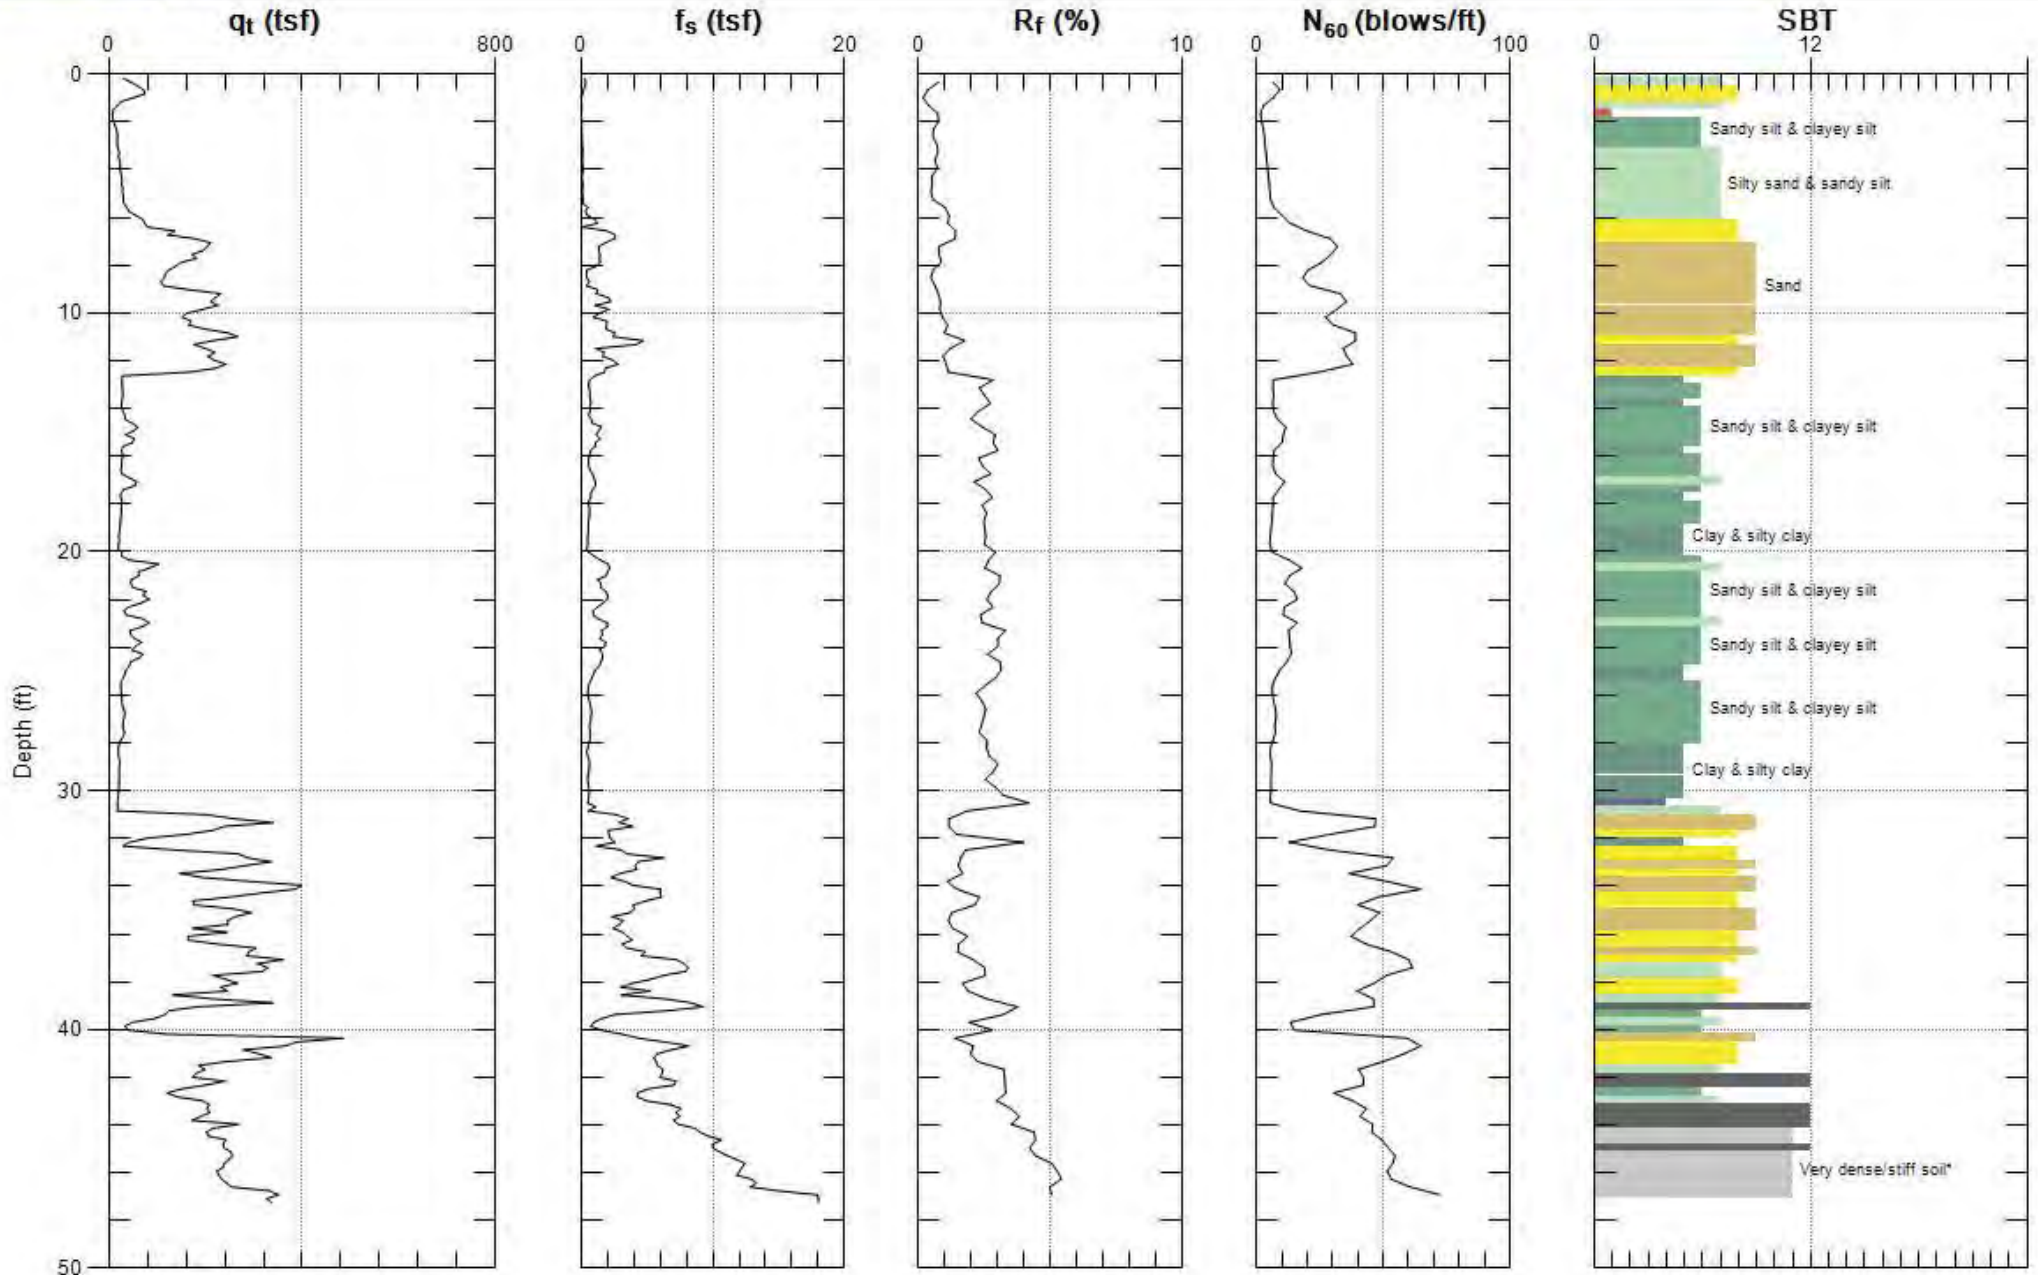 qt (tsf) fs (tsf) Rf (%) N60 (blows/ft) SBT
0 800 0 20 0 10 0 100 0 12
0
Sandy silt & clayey silt
Silty sand & sandy silt
Sand
10
Sandy silt & clayey silt
Clay & silty clay
20
Sandy silt & clayey silt
Sandy silt & clayey silt
Sandy silt & clayey silt
Depth (ft)
Clay & silty clay
30
40
Very dense/stiff soil*
50